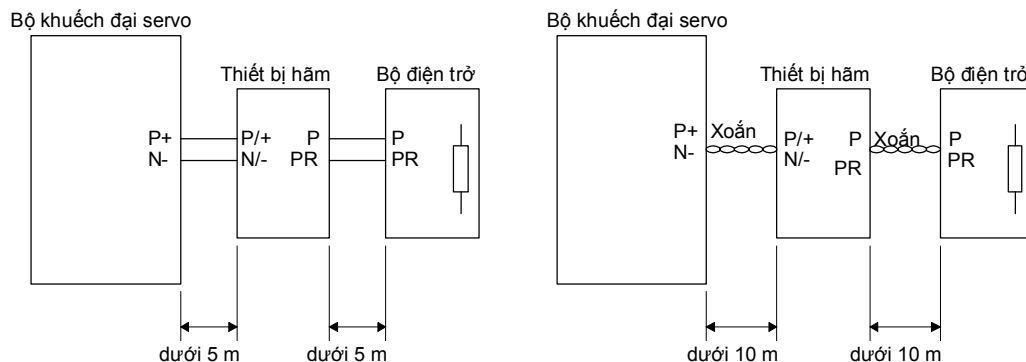 Bộ khuếch đại servo
Thiết bị hãm
Bộ điện trở
P+
P/+
P
P
N-
N/-
PR
PR
dưới 5 m
dưới 5 m
Bộ khuếch đại servo
Thiết bị hãm
Bộ điện trở
P+
Xoắn
P/+
P
Xoắn
P
N-
N/-
PR
PR
dưới 10 m
dưới 10 m